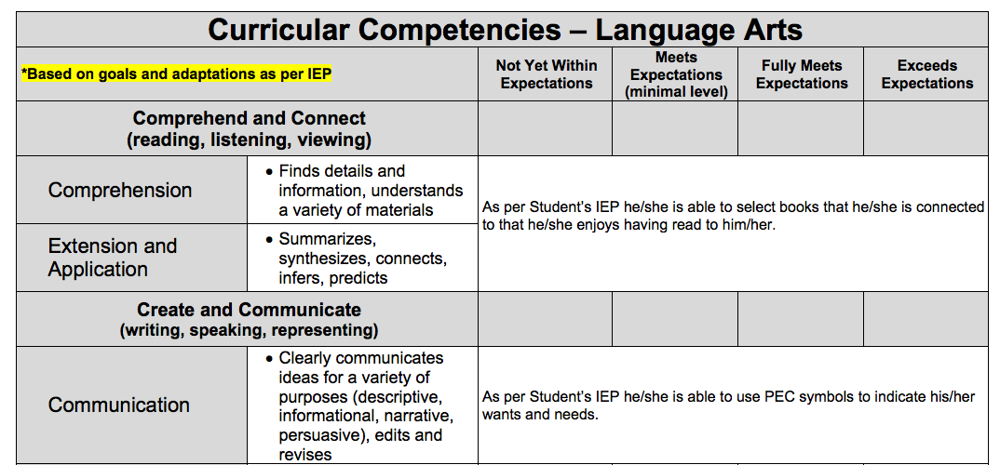 Curricular Competencies – Language Arts
*Based on goals and adaptations as per IEP
Not Yet Within
Expectations
Meets
Expectations
(minimal level)
Fully Meets
Expectations
Exceeds
Expectations
Comprehend and Connect
(reading, listening, viewing)
Comprehension
• Finds details and
information, understands
a variety of materials
As per Student’s IEP he/she is able to select books that he/she is connected
to that he/she enjoys having read to him/her.
Extension and
Application
• Summarizes,
synthesizes, connects,
infers, predicts
Create and Communicate
(writing, speaking, representing)
Communication
• Clearly communicates
ideas for a variety of
purposes (descriptive,
informational, narrative,
persuasive), edits and
revises
As per Student’s IEP he/she is able to use PEC symbols to indicate his/her
wants and needs.